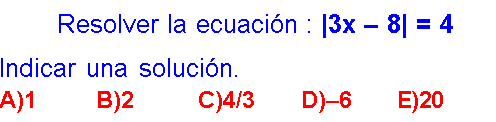 Resolver la ecuación : |3x – 8| = 4
Indicar una solución.
A)1 B)2 C)4/3 D)–6 E)20